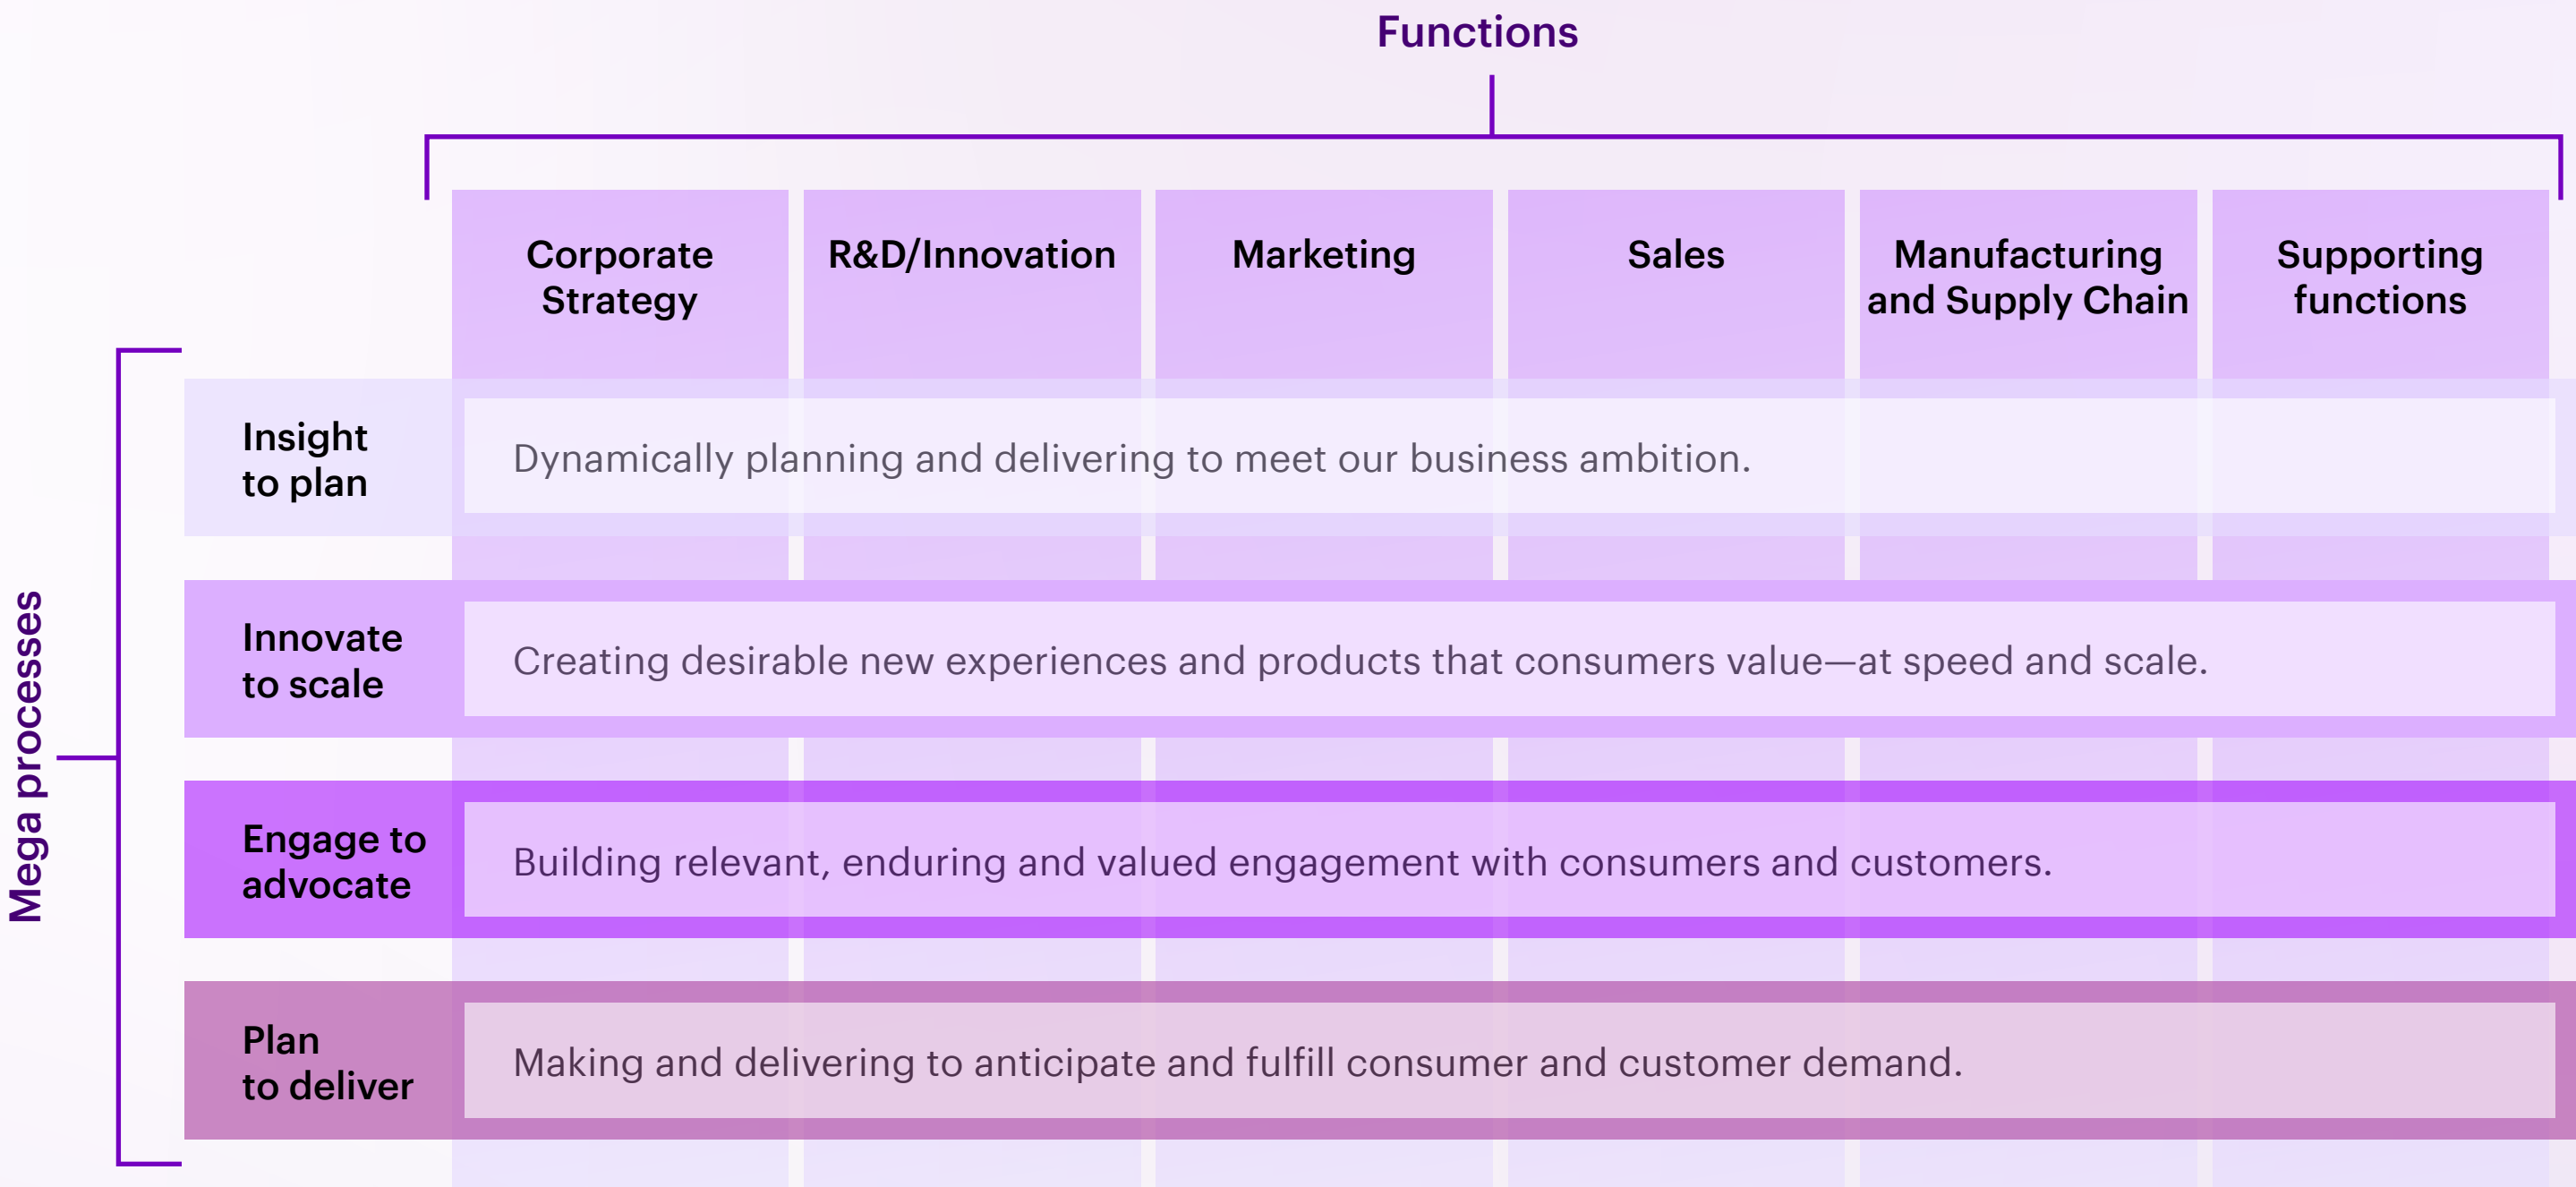 Functions
Corporate
Strategy
R&D/Innovation
Marketing
Sales
Manufacturing
and Supply Chain
Supporting
functions
Mega processes
Insight
to plan
Dynamically planning and delivering to meet our business ambition.
Innovate
to scale
Creating desirable new experiences and products that consumers value—at speed and scale.
Engage to
advocate
Building relevant, enduring and valued engagement with consumers and customers.
Plan
to deliver
Making and delivering to anticipate and fulfill consumer and customer demand.